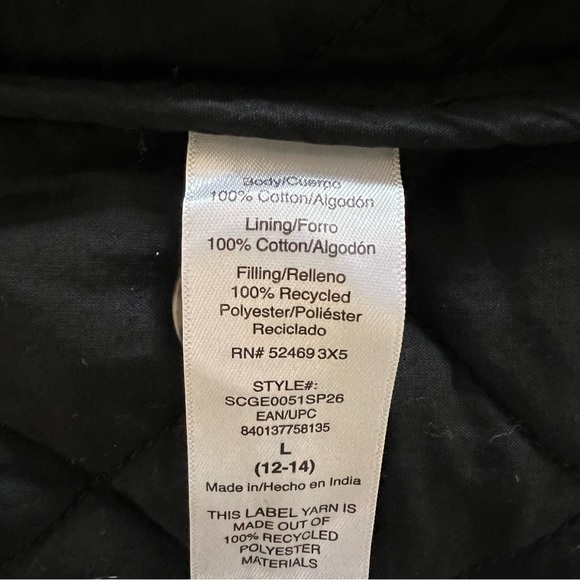 Body/Cuerpo
100% Cotton/Algodón
Lining/Forro
100% Cotton/Algodón
Filling/Relleno
100% Recycled
Polyester/Poliéster
Reciclado
RN# 52469 3X5
STYLE#:
SCGE0051SP26
EAN/UPC
840137758135
L
(12-14)
Made in/Hecho en India
THIS LABEL YARN IS
MADE OUT OF
100% RECYCLED
POLYESTER
MATERIALS